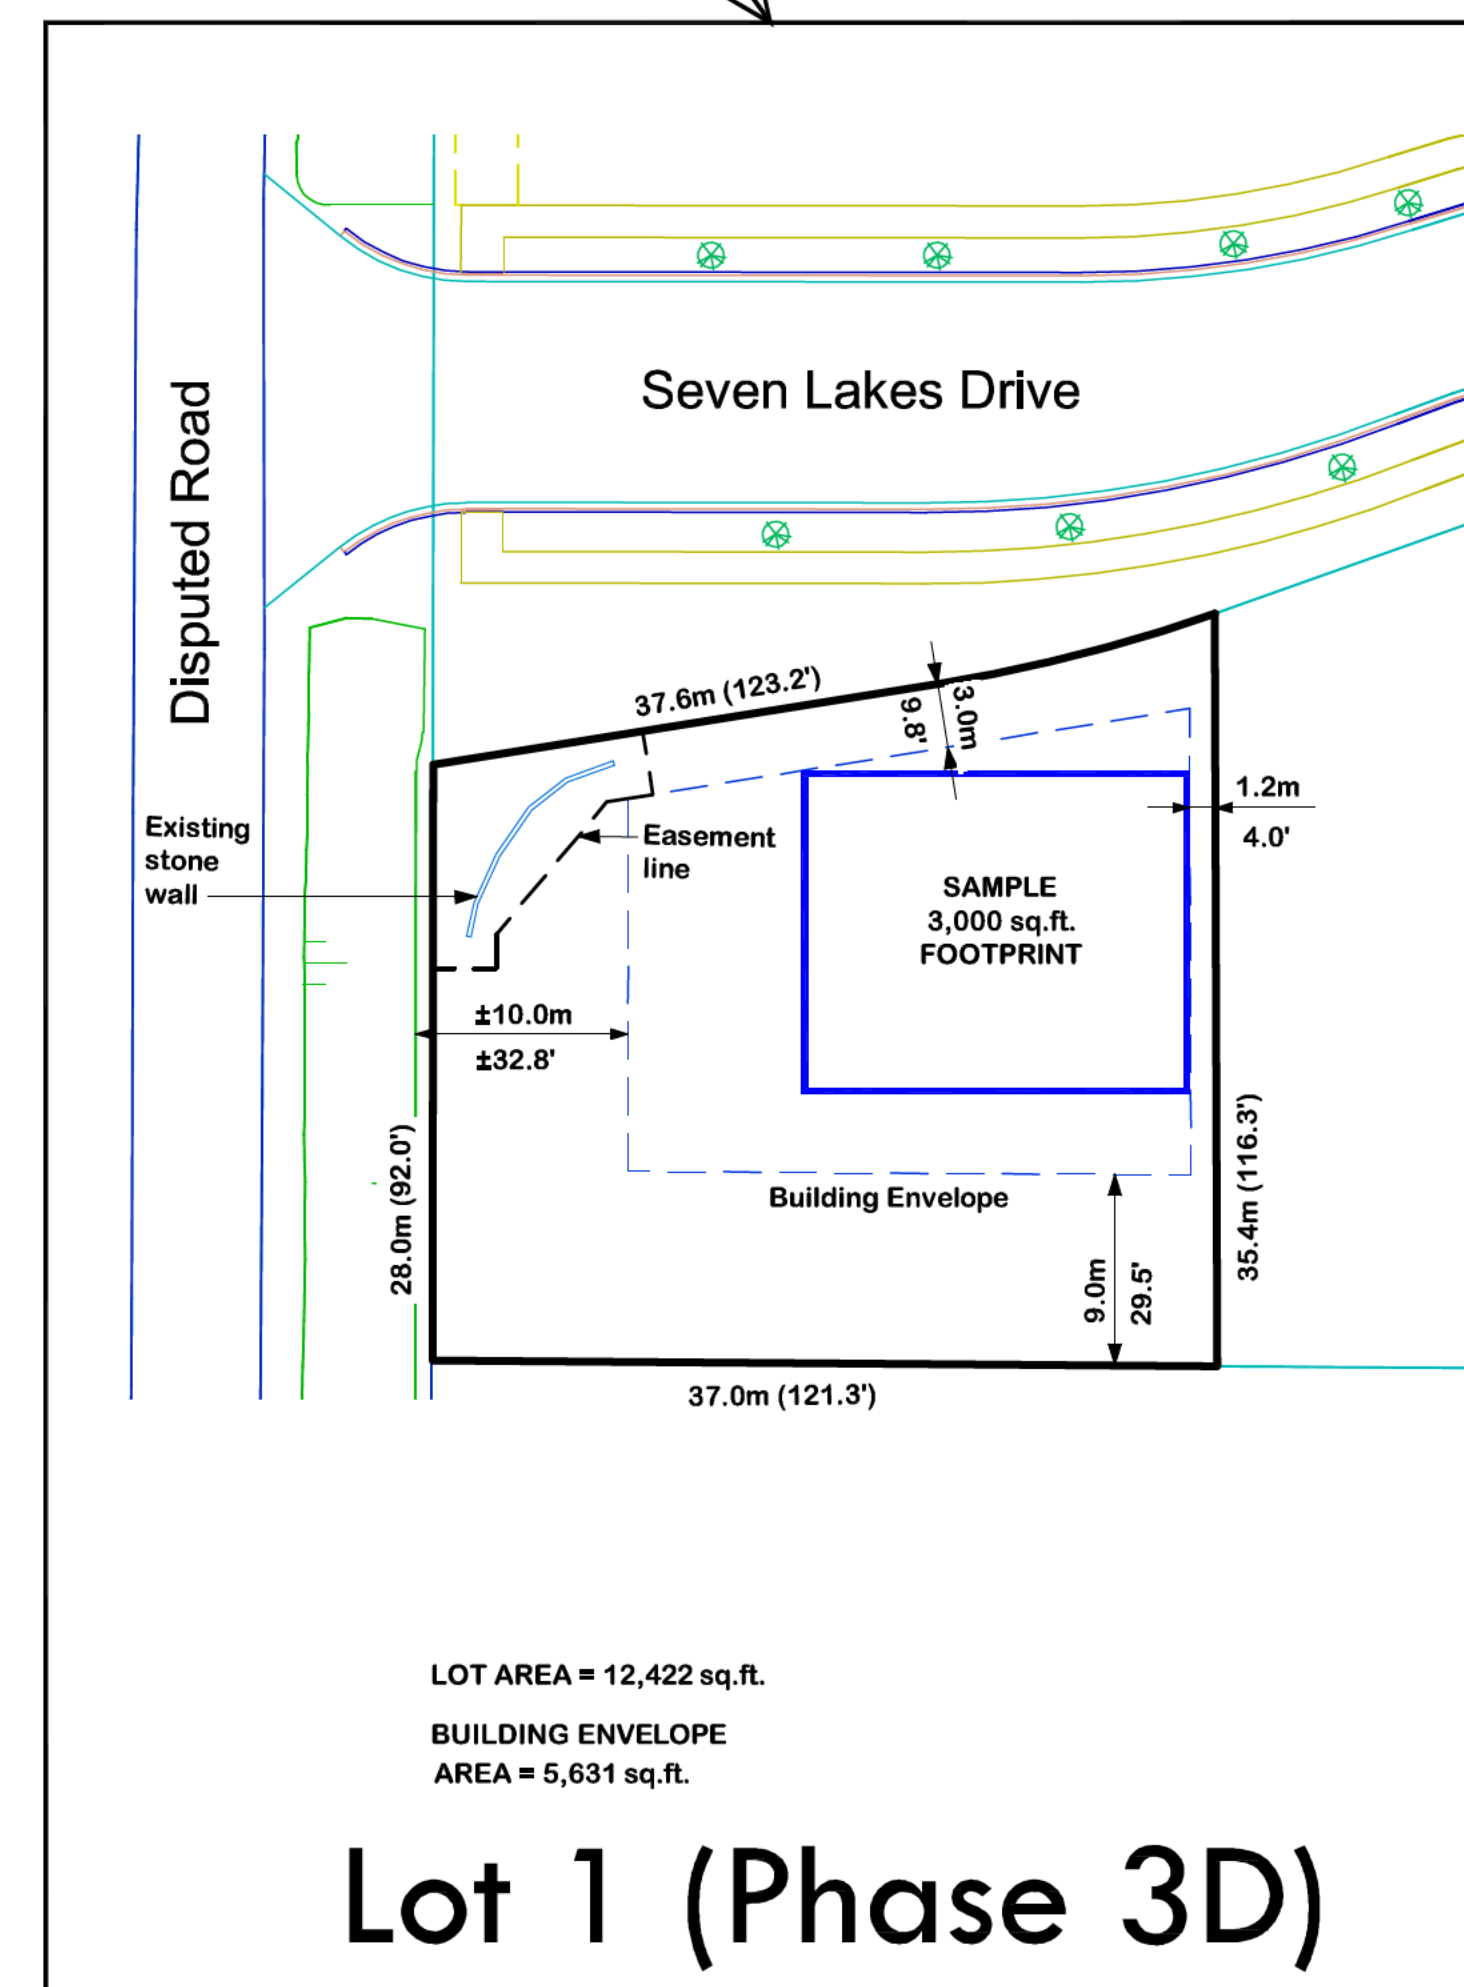 Seven Lakes Drive
Disputed Road
37.6m (123.2')
3.0m
9.8'
1.2m
4.0'
Existing
stone
wall
Easement
line
SAMPLE
3,000 sq.ft.
FOOTPRINT
±10.0m
±32.8'
28.0m (92.0')
35.4m (116.3')
Building Envelope
9.0m
29.5'
37.0m (121.3')
LOT AREA = 12,422 sq.ft.
BUILDING ENVELOPE
AREA = 5,631 sq.ft.
Lot 1 (Phase 3D)